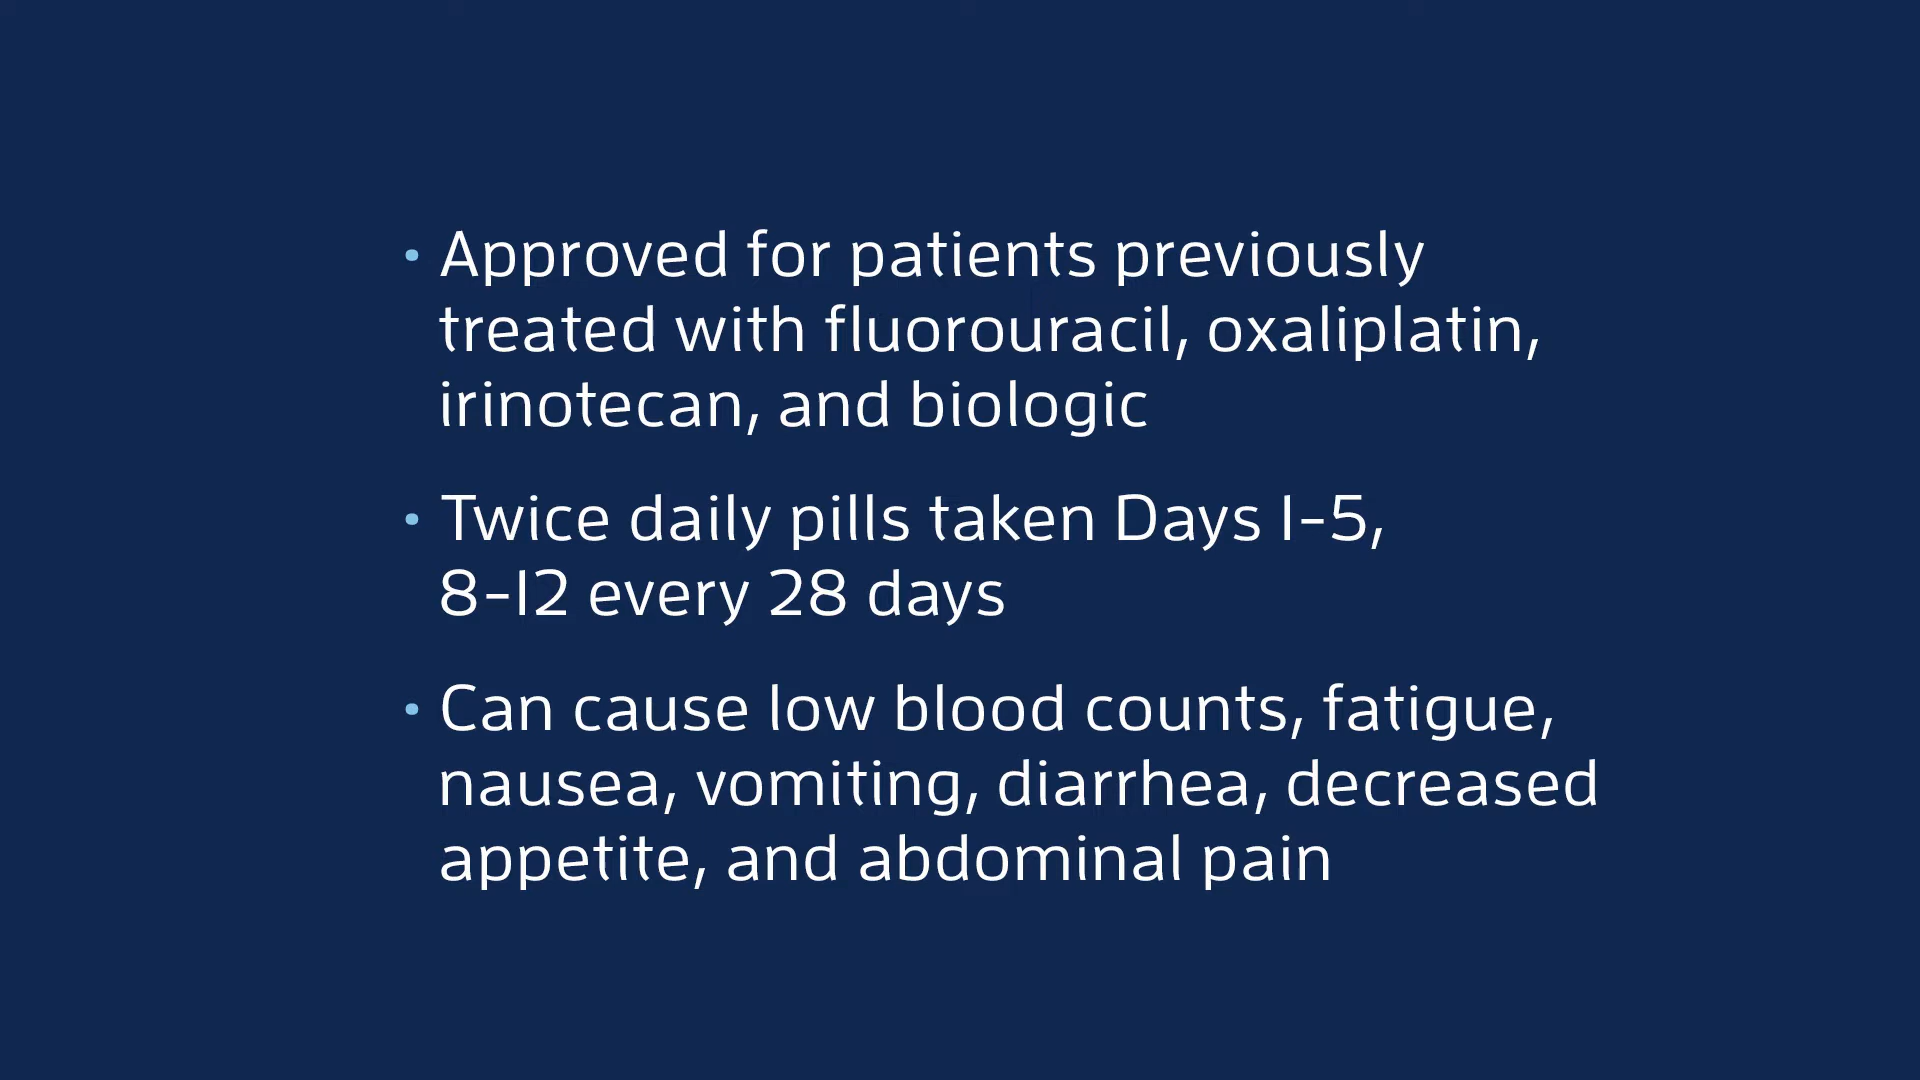 • Approved for patients previously
treated with fluorouracil, oxaliplatin,
irinotecan, and biologic
• Twice daily pills taken Days 1-5,
8-12 every 28 days
• Can cause low blood counts, fatigue,
nausea, vomiting, diarrhea, decreased
appetite, and abdominal pain